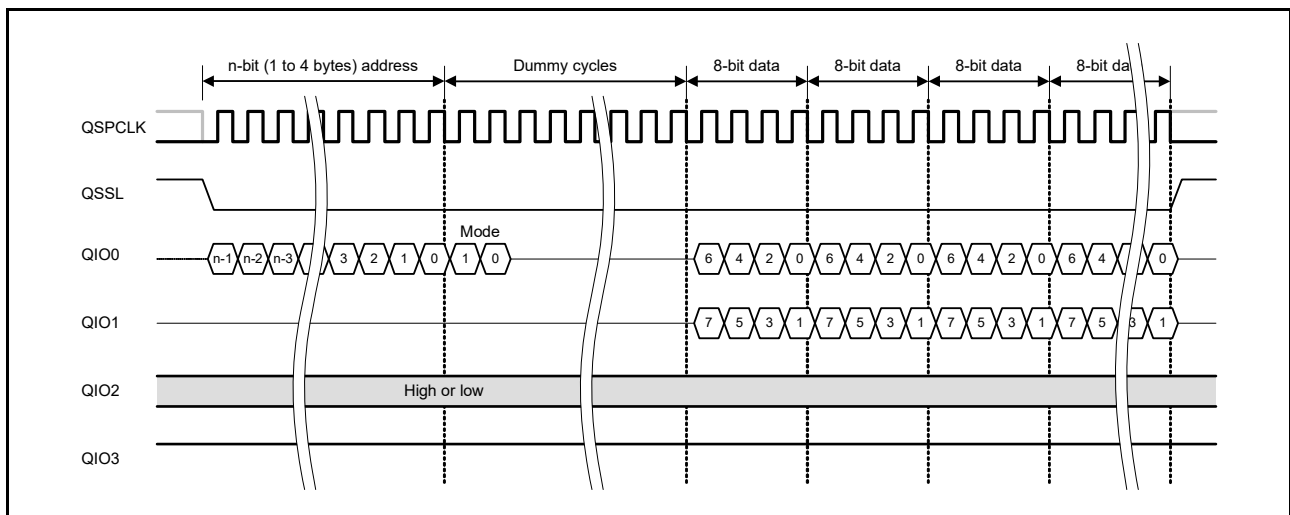 n-bit (1 to 4 bytes) address Dummy cycles 8-bit data 8-bit data 8-bit data 8-bit da
QSPCLK
QSSL
Mode
QIO0 n-1 n-2 n-3 3 2 1 0 1 0 6 4 2 0 6 4 2 0 6 4 2 0 6 4 0
QIO1 7 5 3 1 7 5 3 1 7 5 3 1 7 5 3 1
QIO2 High or low
QIO3